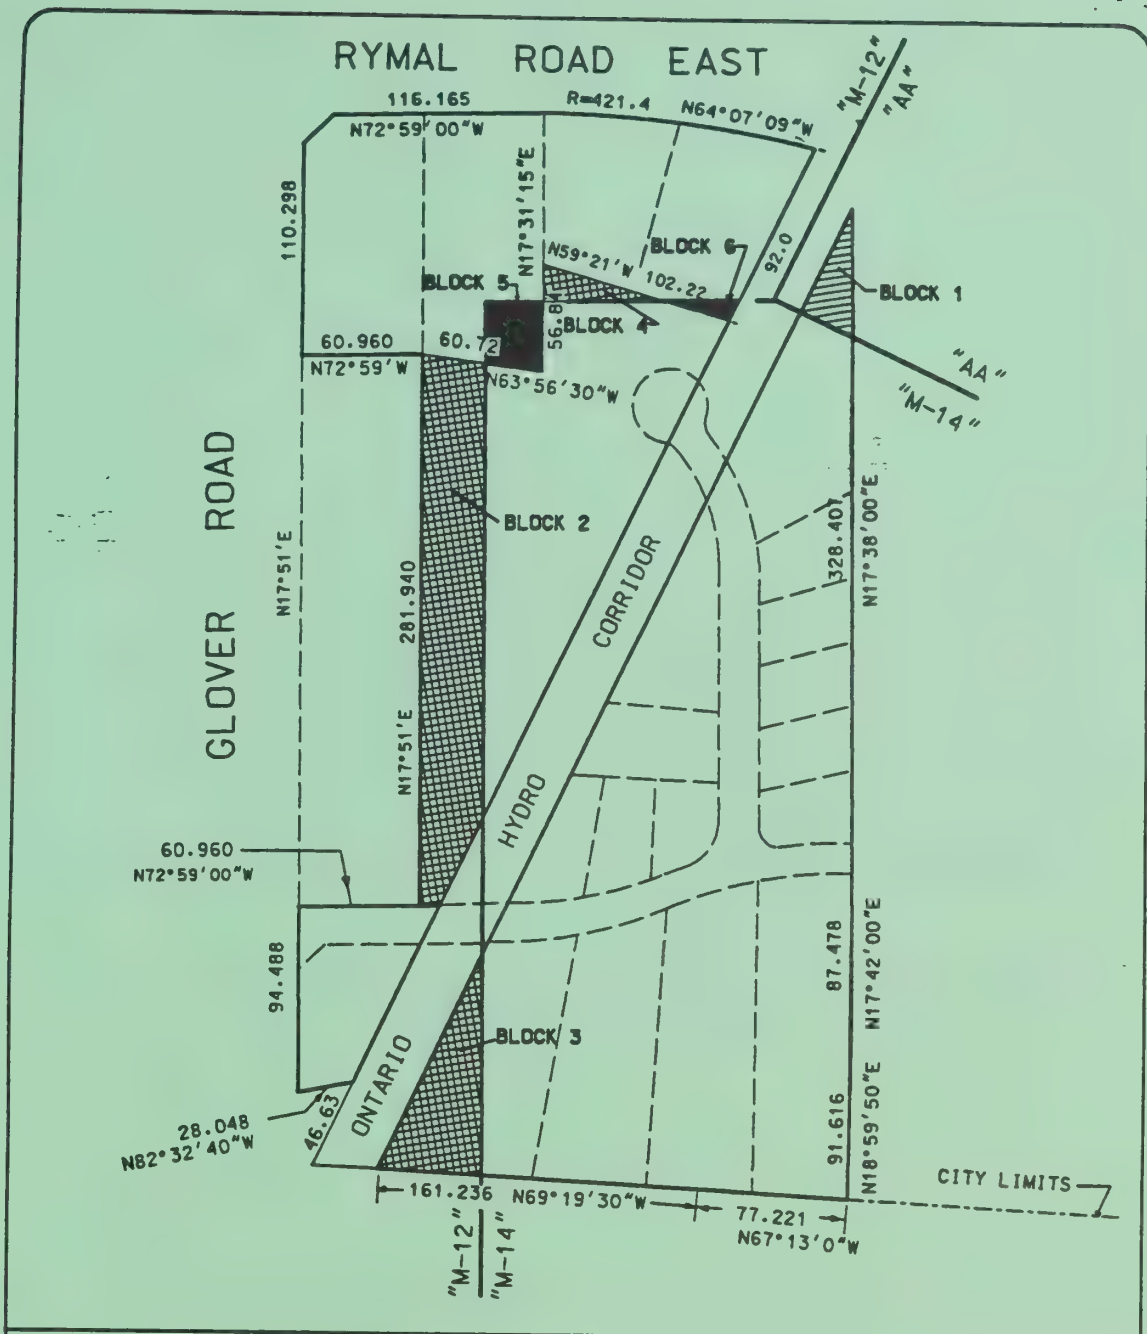 RYMAL ROAD EAST
116.165
N72°59'00"W
R=421.4
N64°07'09"W
"M-12"
"AA"
110.298
N17°31'15"E
N59°21'W
102.22
BLOCK 6
92.0
BLOCK 1
BLOCK 5
56.84
BLOCK 4
60.960
N72°59'W
60.72
N63°56'30"W
"AA"
"M-14"
GLOVER ROAD
BLOCK 2
N17°51'E
281.940
N17°51'E
328.407
N17°38'00"E
ONTARIO HYDRO CORRIDOR
60.960
N72°59'00"W
94.488
87.478
N17°42'00"E
BLOCK 3
28.048
N82°32'40"W
46.63
91.616
N18°59'50"E
CITY LIMITS
161.236
N69°19'30"W
77.221
N67°13'0"W
"M-12"
"M-14"